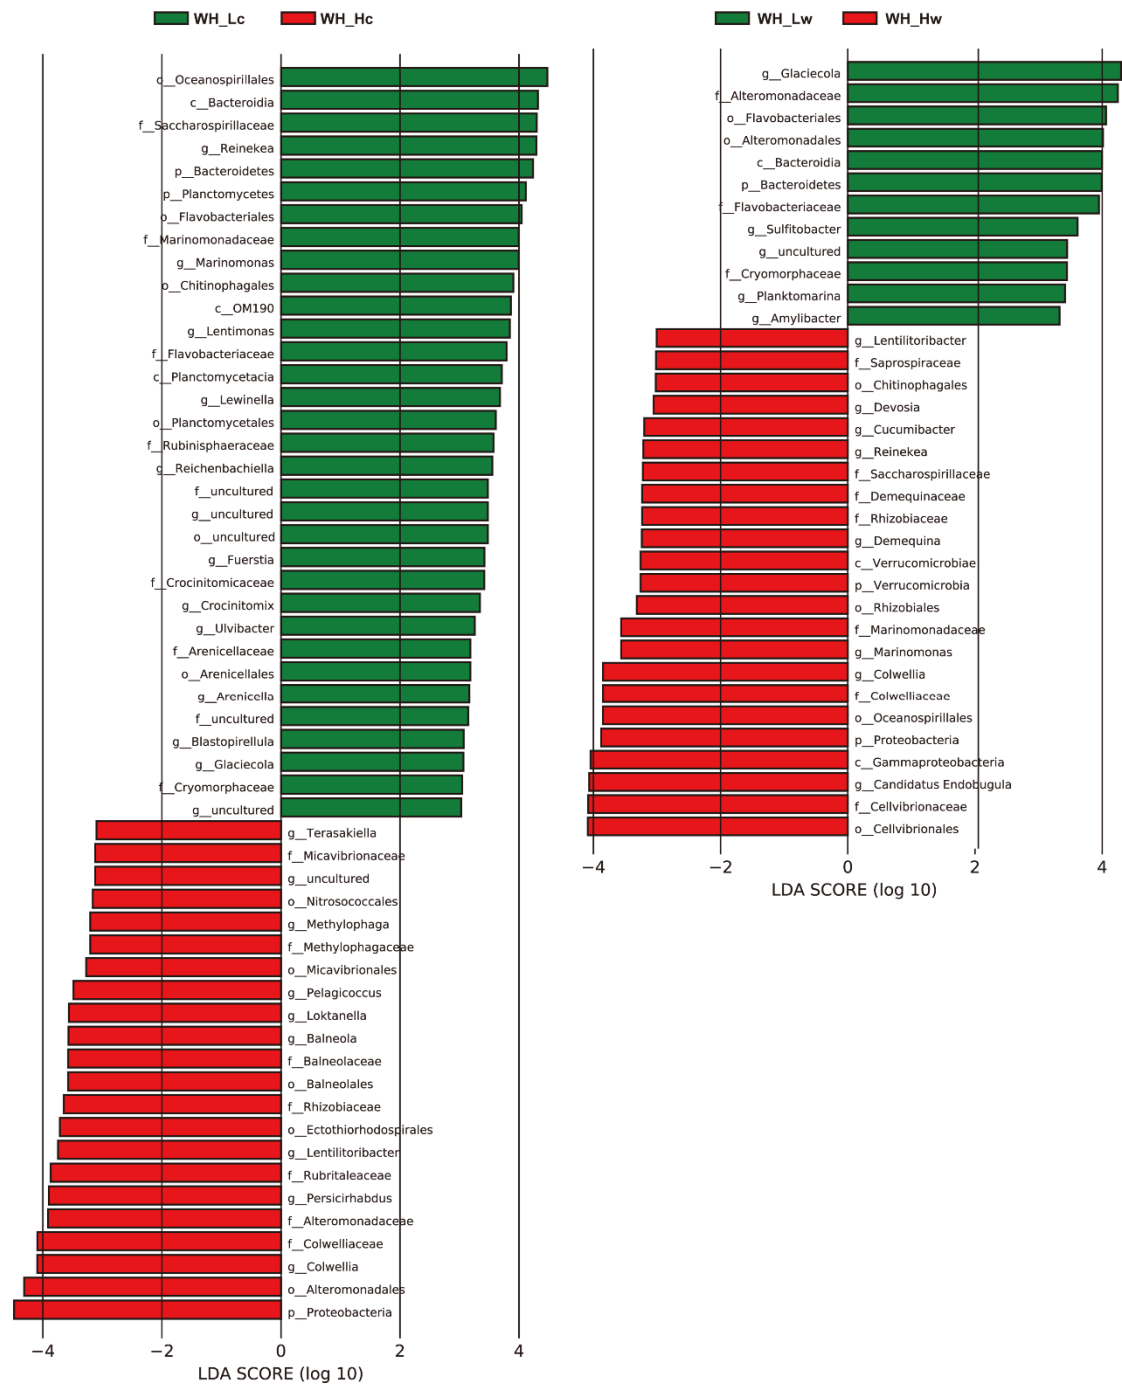 WH_Lc WH_Hc
o__Oceanospirillales
c__Bacteroidia
f__Saccharospirillaceae
g__Reinekea
p__Bacteroidetes
p__Planctomycetes
o__Flavobacteriales
f__Marinomonadaceae
g__Marinomonas
o__Chitinophagales
c__OM190
g__Lentimonas
f__Flavobacteriaceae
c__Planctomycetacia
g__Lewinella
o__Planctomycetales
f__Rubinisphaeraceae
g__Reichenbachiella
f__uncultured
g__uncultured
o__uncultured
g__Fuerstia
f__Crocinitomicaceae
g__Crocinitomix
g__Ulvibacter
f__Arenicellaceae
o__Arenicellales
g__Arenicella
f__uncultured
g__Blastopirellula
g__Glaciecola
f__Cryomorphaceae
g__uncultured
g__Terasakiella
f__Micavibrionaceae
g__uncultured
o__Nitrosococcales
g__Methylophaga
f__Methylophagaceae
o__Micavibrionales
g__Pelagicoccus
g__Loktanella
g__Balneola
f__Balneolaceae
o__Balneolales
f__Rhizobiaceae
o__Ectothiorhodospirales
g__Lentilitoribacter
f__Rubritaleaceae
g__Persicirhabdus
f__Alteromonadaceae
f__Colwelliaceae
g__Colwellia
o__Alteromonadales
p__Proteobacteria
−4 −2 0 2 4
LDA SCORE (log 10)
WH_Lw WH_Hw
g__Glaciecola
f__Alteromonadaceae
o__Flavobacteriales
o__Alteromonadales
c__Bacteroidia
p__Bacteroidetes
f__Flavobacteriaceae
g__Sulfitobacter
g__uncultured
f__Cryomorphaceae
g__Planktomarina
g__Amylibacter
g__Lentilitoribacter
f__Saprospiraceae
o__Chitinophagales
g__Devosia
g__Cucumibacter
g__Reinekea
f__Saccharospirillaceae
f__Demequinaceae
f__Rhizobiaceae
g__Demequina
c__Verrucomicrobiae
p__Verrucomicrobia
o__Rhizobiales
f__Marinomonadaceae
g__Marinomonas
g__Colwellia
f__Colwelliaceae
o__Oceanospirillales
p__Proteobacteria
c__Gammaproteobacteria
g__Candidatus Endobugula
f__Cellvibrionaceae
o__Cellvibrionales
−4 −2 0 2 4
LDA SCORE (log 10)